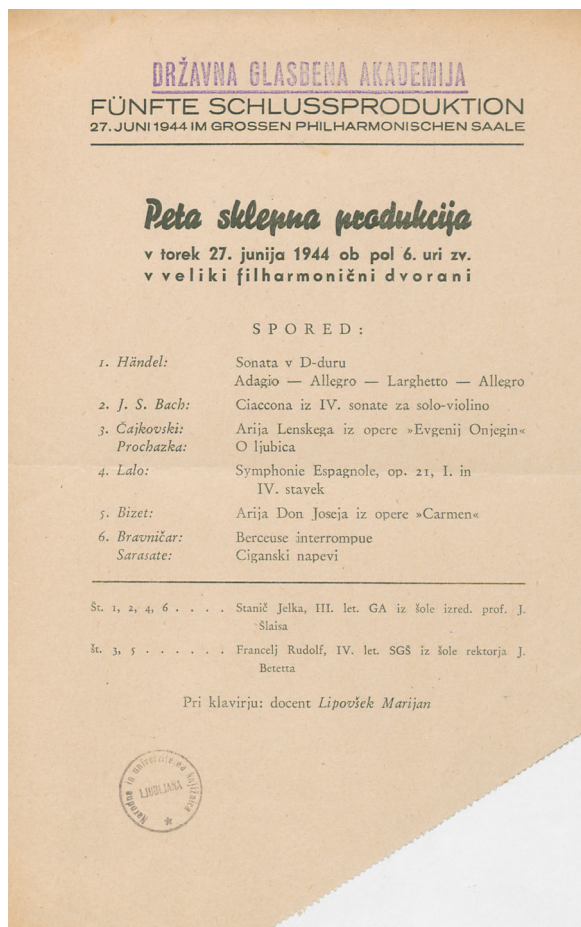 DRŽAVNA GLASBENA AKADEMIJA
FÜNFTE SCHLUSSPRODUKTION
27. JUNI 1944 IM GROSSEN PHILHARMONISCHEN SAALE
Peta sklepna produkcija
v torek 27. junija 1944 ob pol 6. uri zv.
v veliki filharmonični dvorani
SPORED:
1. Händel: Sonata v D-duru
Adagio — Allegro — Larghetto — Allegro
2. J. S. Bach: Ciaccona iz IV. sonate za solo-violino
3. Čajkovski: Arija Lenskega iz opere »Evgenij Onjegin«
Prochazka: O ljubica
4. Lalo: Symphonie Espagnole, op. 21, I. in
IV. stavek
5. Bizet: Arija Don Joseja iz opere »Carmen«
6. Bravničar: Berceuse interrompue
Sarasate: Ciganski napevi
Št. 1, 2, 4, 6 . . . . Stanič Jelka, III. let. GA iz šole izred. prof. J.
Šlaisa
št. 3, 5 . . . . . . Francelj Rudolf, IV. let. SGŠ iz šole rektorja J.
Betetta
Pri klavirju: docent Lipovšek Marijan
Narodna in univerzitetna knjižnica
LJUBLJANA